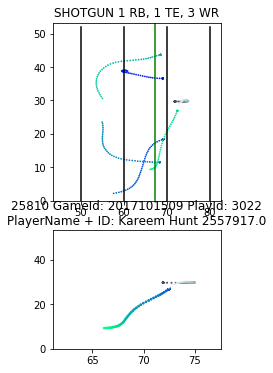 SHOTGUN 1 RB, 1 TE, 3 WR
50
40
30
20
10
0
50 60 70 80
25810 GameId: 2017101509 PlayId: 3022
PlayerName + ID: Kareem Hunt 2557917.0
40
20
0
65 70 75